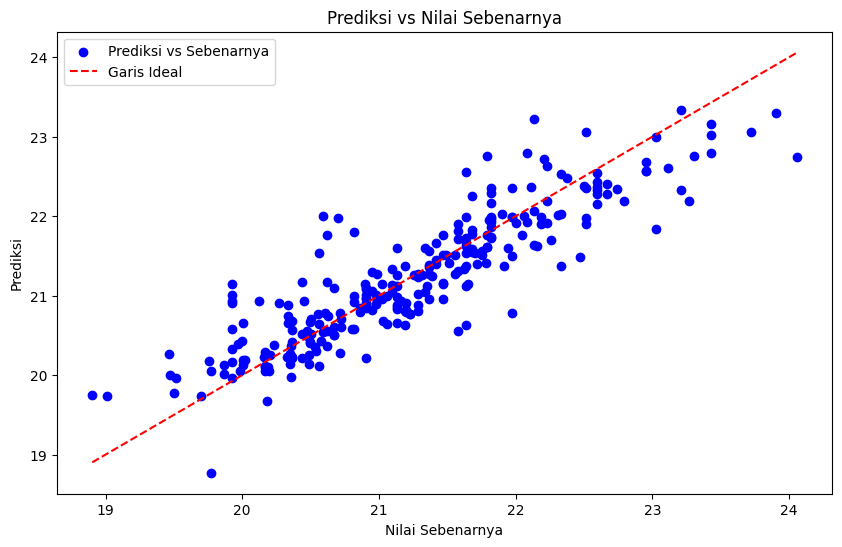 Prediksi vs Nilai Sebenarnya
Prediksi vs Sebenarnya
Garis Ideal
24
23
22
21
20
19
Prediksi
19 20 21 22 23 24
Nilai Sebenarnya